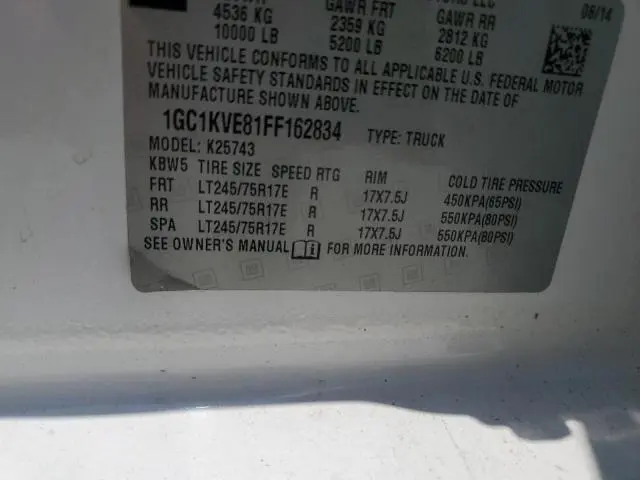 GAWR FRT
4536 KG 2359 KG GAWR RR 06/14
10000 LB 5200 LB 2812 KG
6200 LB
THIS VEHICLE CONFORMS TO ALL APPLICABLE U.S. FEDERAL MOTOR
VEHICLE SAFETY STANDARDS IN EFFECT ON THE DATE OF
MANUFACTURE SHOWN ABOVE.
1GC1KVE81FF162834 TYPE: TRUCK
MODEL: K25743
KBW5 TIRE SIZE SPEED RTG RIM COLD TIRE PRESSURE
FRT LT245/75R17E R 17X7.5J 450KPA(65PSI)
RR LT245/75R17E R 17X7.5J 550KPA(80PSI)
SPA LT245/75R17E R 17X7.5J 550KPA(80PSI)
SEE OWNER'S MANUAL i FOR MORE INFORMATION.